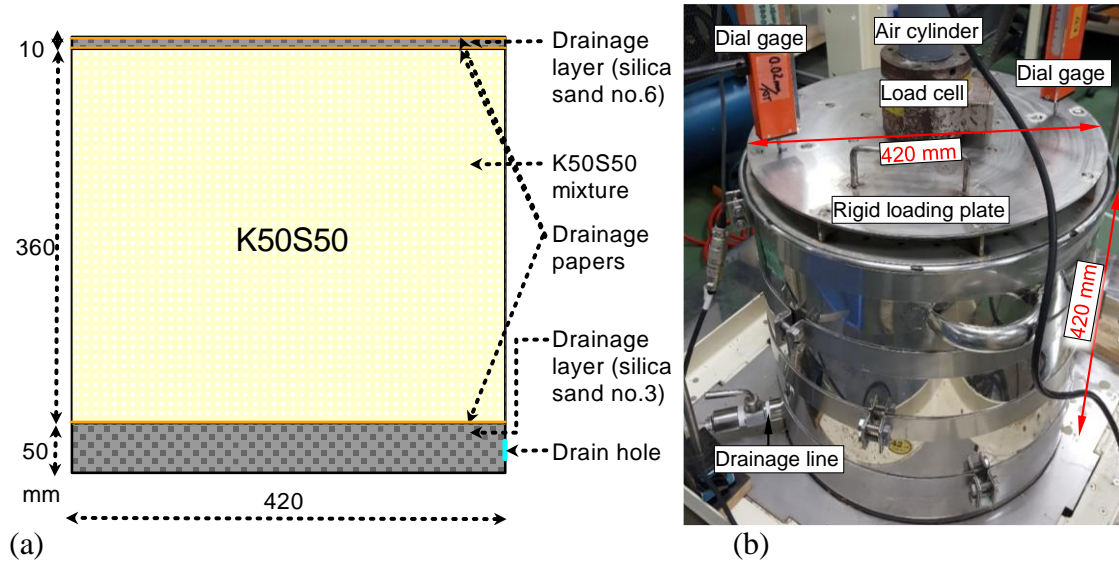 10
360
50
mm
420
K50S50
Drainage
layer (silica
sand no.6)
K50S50
mixture
Drainage
papers
Drainage
layer (silica
sand no.3)
Drain hole
(a)
Dial gage
Air cylinder
Dial gage
Load cell
0.02mm
420 mm
Rigid loading plate
420 mm
Drainage line
(b)